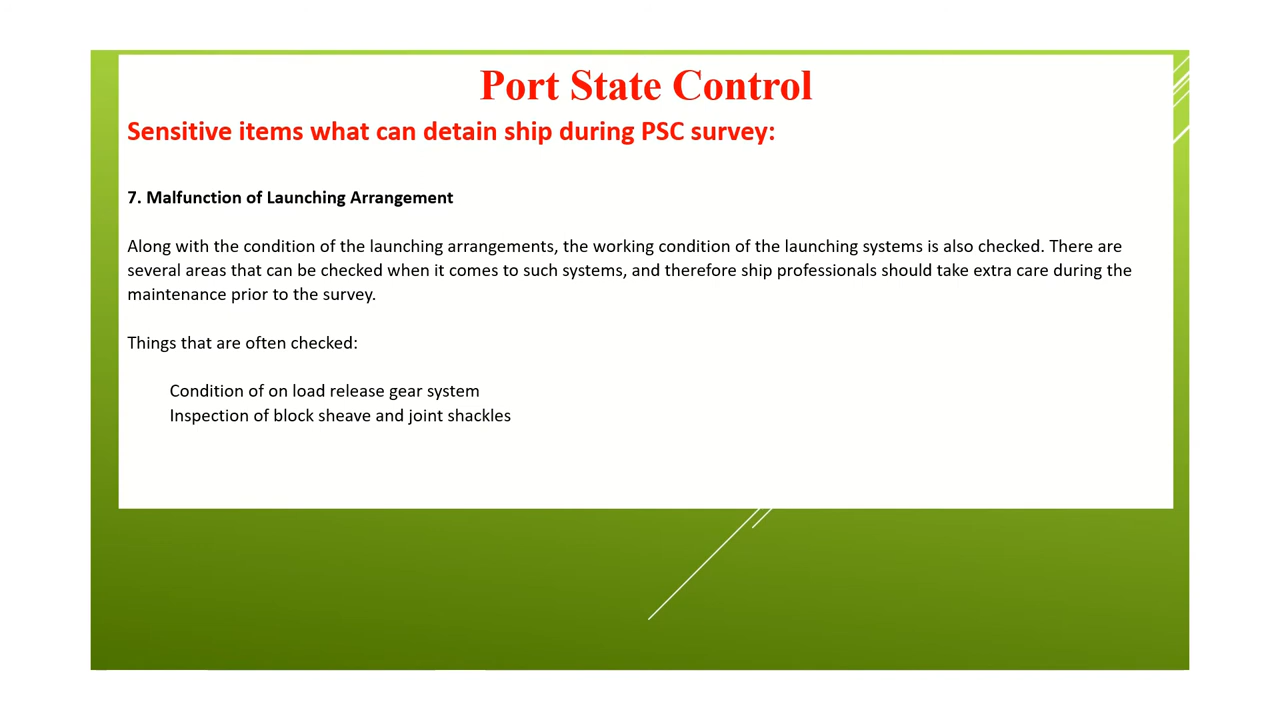 Port State Control
Sensitive items what can detain ship during PSC survey:
7. Malfunction of Launching Arrangement
Along with the condition of the launching arrangements, the working condition of the launching systems is also checked. There are
several areas that can be checked when it comes to such systems, and therefore ship professionals should take extra care during the
maintenance prior to the survey.
Things that are often checked:
Condition of on load release gear system
Inspection of block sheave and joint shackles